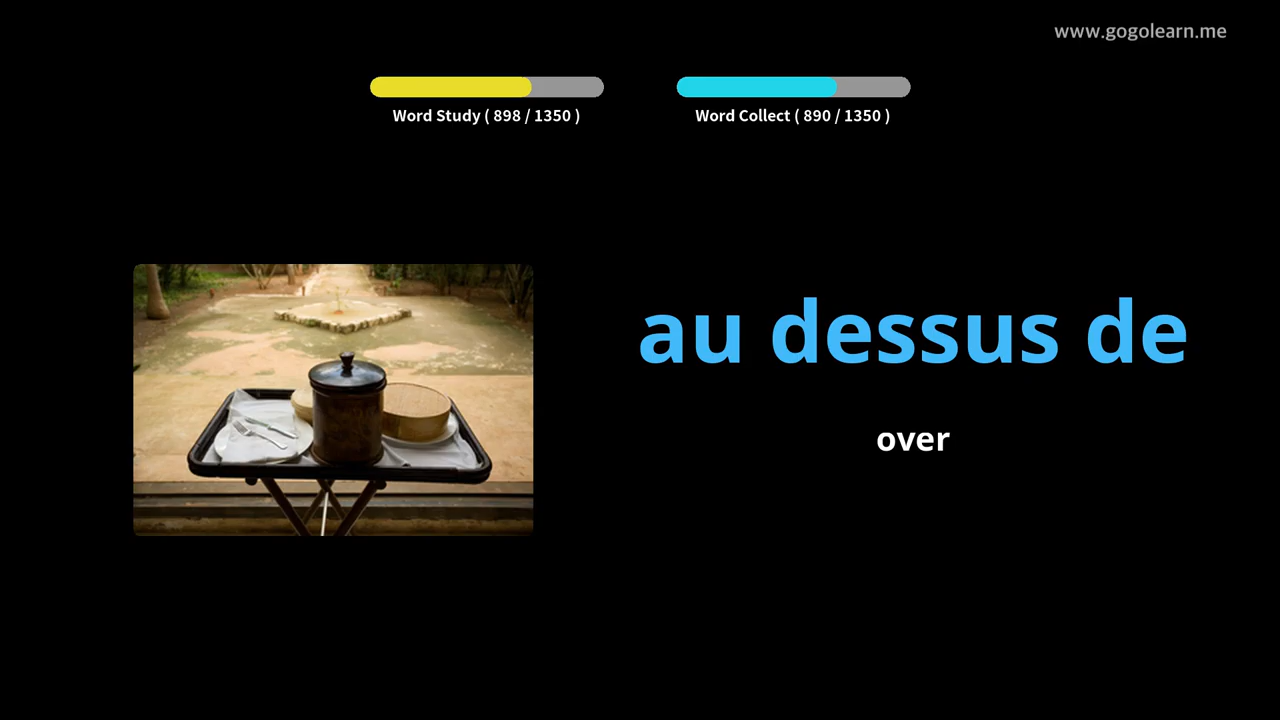 www.gogolearn.me
Word Study ( 898 / 1350 )
Word Collect ( 890 / 1350 )
au dessus de
over